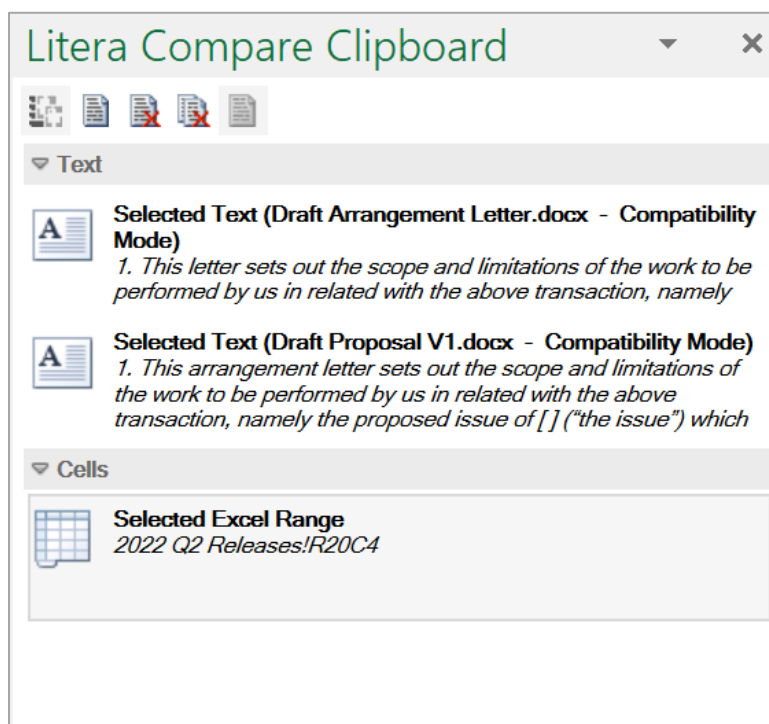 Litera Compare Clipboard
Text
Selected Text (Draft Arrangement Letter.docx - Compatibility
Mode)
1. This letter sets out the scope and limitations of the work to be
performed by us in related with the above transaction, namely
Selected Text (Draft Proposal V1.docx - Compatibility Mode)
1. This arrangement letter sets out the scope and limitations of
the work to be performed by us in related with the above
transaction, namely the proposed issue of [ ] (“the issue”) which
Cells
Selected Excel Range
2022 Q2 Releases!R20C4